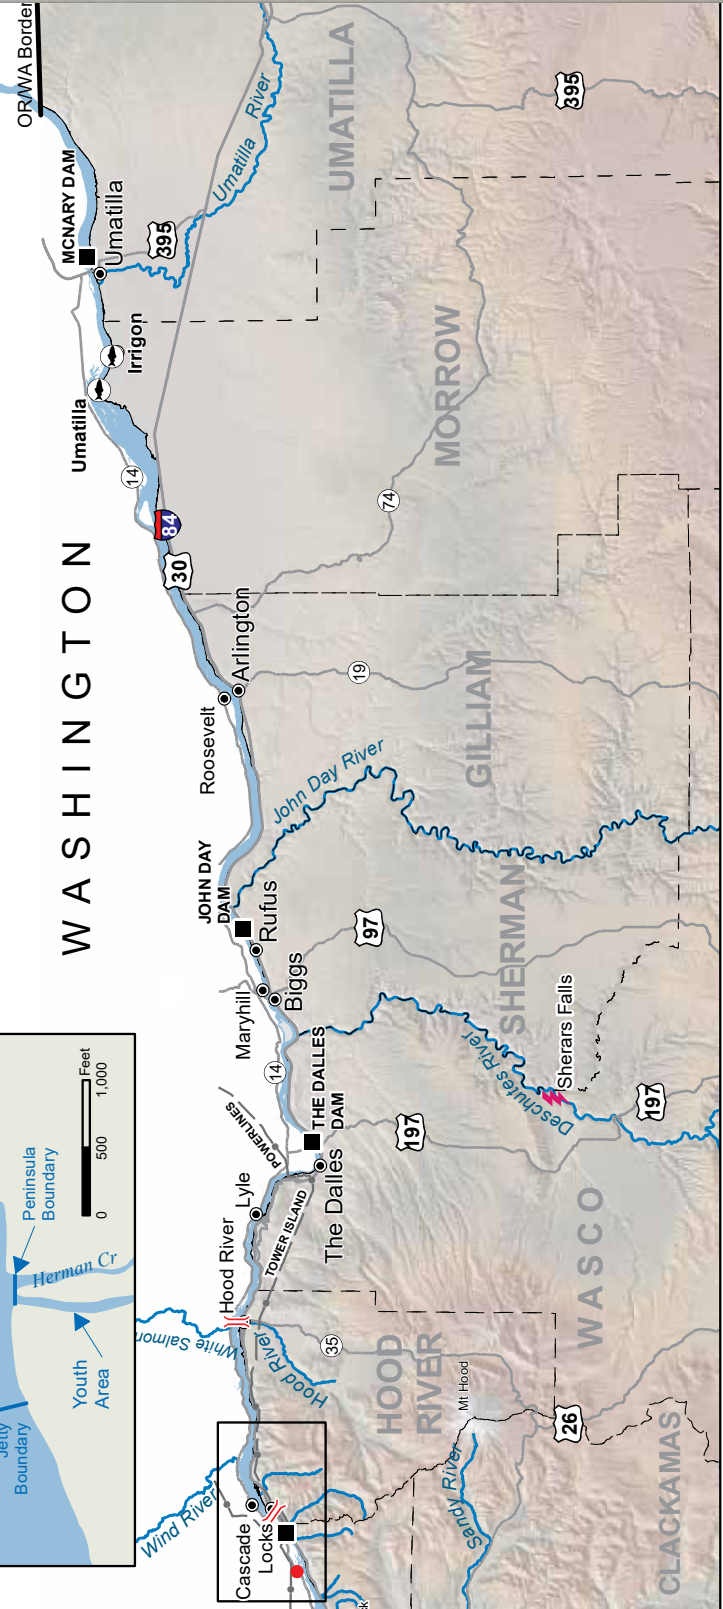 OR/WA Border
MCNARY DAM
Umatilla
395
Umatilla River
UMATILLA
395
Irrigon
Umatilla
14
MORROW
74
84
30
WASHINGTON
Arlington
Roosevelt
19
GILLIAM
John Day River
JOHN DAY
DAM
Rufus
97
SHERMAN
Biggs
Maryhill
14
THE DALLES
DAM
Deschutes River
Sherars Falls
197
197
POWERLINES
The Dalles
TOWER ISLAND
Lyle
WASCO
Hood River
White Salmon
Hood River
35
HOOD
RIVER
Mt Hood
26
Sandy River
CLACKAMAS
Wind River
Cascade
Locks
Feet
0
500
1,000
Peninsula
Boundary
Herman Cr
Youth
Area
Jetty
Boundary